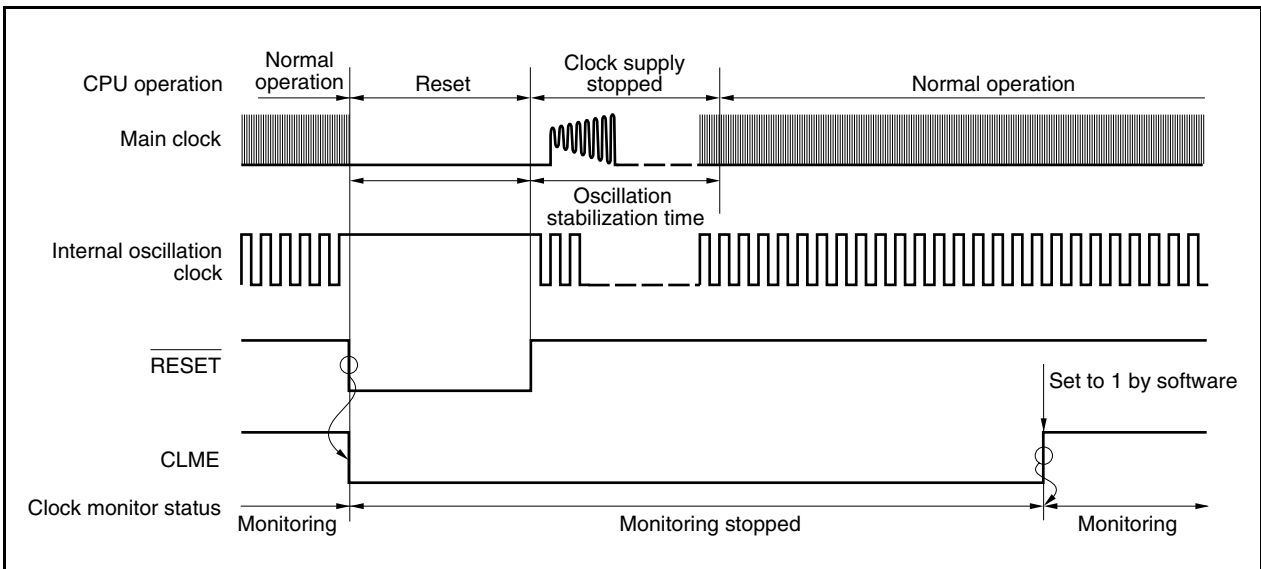 CPU operation
Normal
operation
Reset
Clock supply
stopped
Normal operation
Main clock
Oscillation
stabilization time
Internal oscillation
clock
RESET
Set to 1 by software
CLME
Clock monitor status
Monitoring
Monitoring stopped
Monitoring